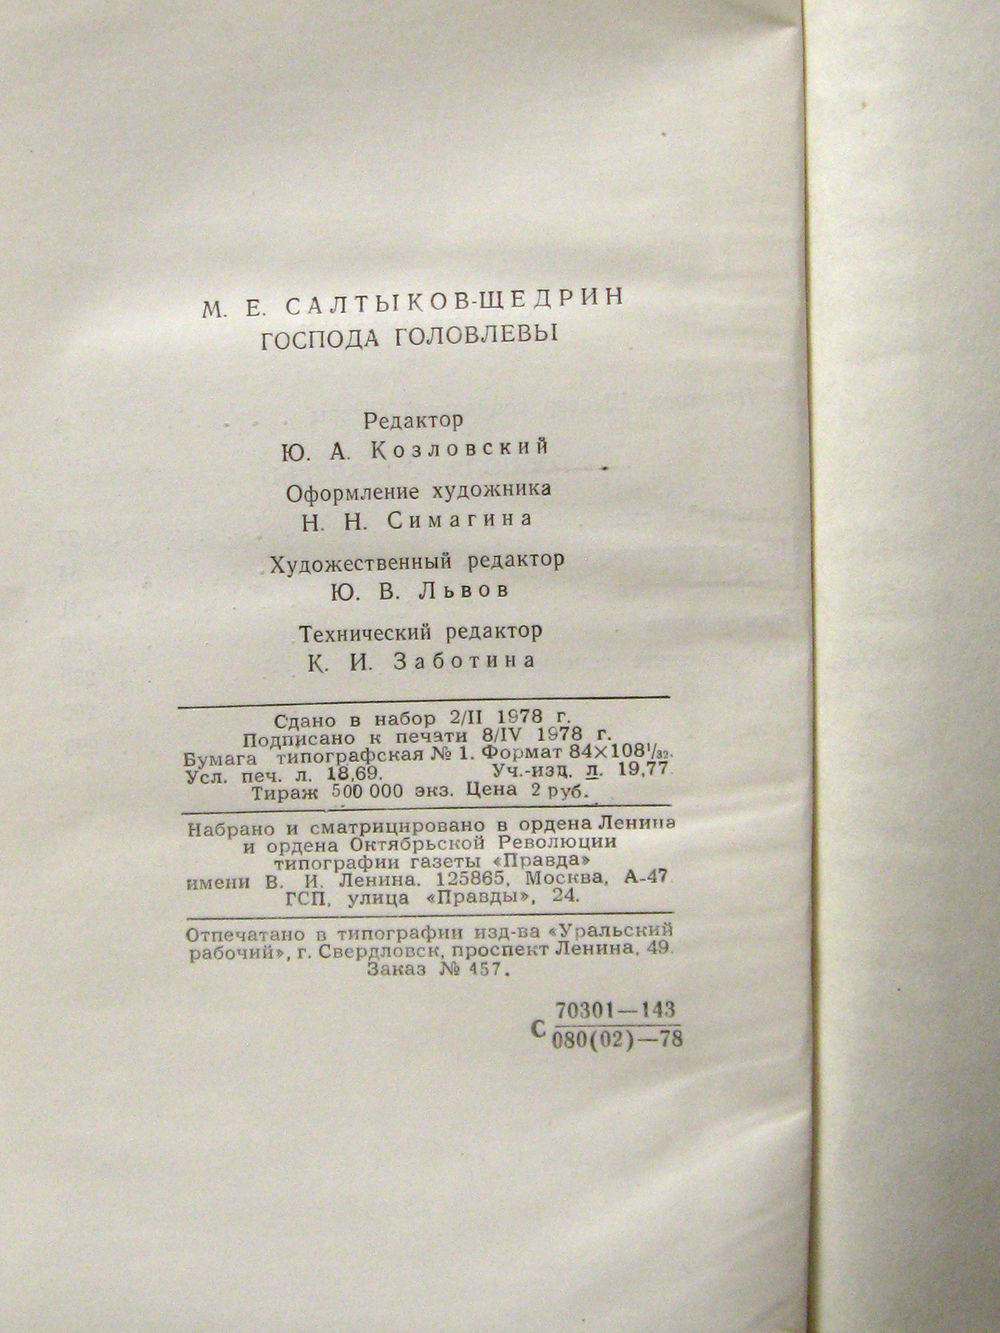 М. Е. САЛТЫКОВ-ЩЕДРИН
ГОСПОДА ГОЛОВЛЕВЫ
Редактор
Ю. А. Козловский
Оформление художника
Н. Н. Симагина
Художественный редактор
Ю. В. Львов
Технический редактор
К. И. Заботина
Сдано в набор 2/II 1978 г.
Подписано к печати 8/IV 1978 г.
Бумага типографская № 1. Формат 84×108¹/₃₂.
Усл. печ. л. 18,69. Уч.-изд. л. 19,77
Тираж 500 000 экз. Цена 2 руб.
Набрано и сматрицировано в ордена Ленина
и ордена Октябрьской Революции
типографии газеты «Правда»
имени В. И. Ленина. 125865, Москва, А-47
ГСП, улица «Правды», 24.
Отпечатано в типографии изд-ва «Уральский
рабочий», г. Свердловск, проспект Ленина, 49.
Заказ № 457.
70301—143
С
080(02)—78